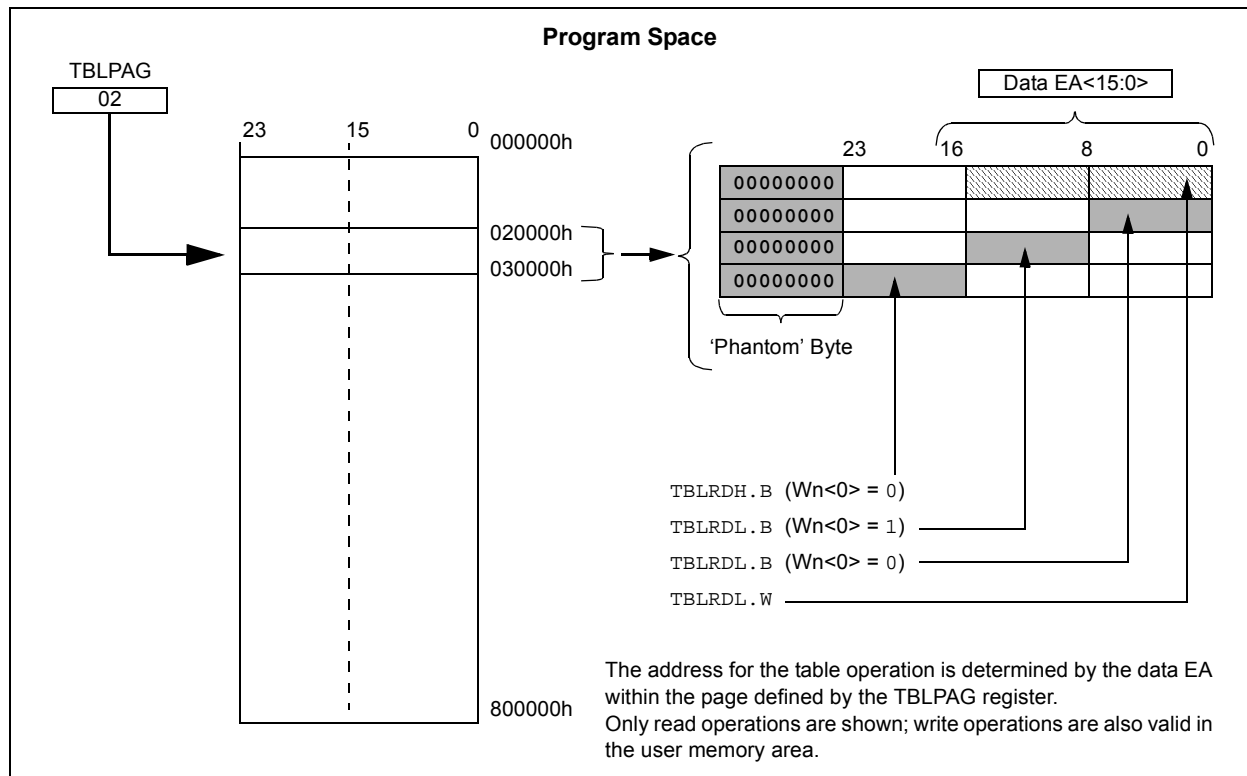 Program Space
TBLPAG
02
Data EA<15:0>
23 15 0
000000h
23 16 8 0
00000000
00000000
00000000
00000000
020000h
030000h
‘Phantom’ Byte
TBLRDH.B (Wn<0> = 0)
TBLRDL.B (Wn<0> = 1)
TBLRDL.B (Wn<0> = 0)
TBLRDL.W
800000h
The address for the table operation is determined by the data EA
within the page defined by the TBLPAG register.
Only read operations are shown; write operations are also valid in
the user memory area.